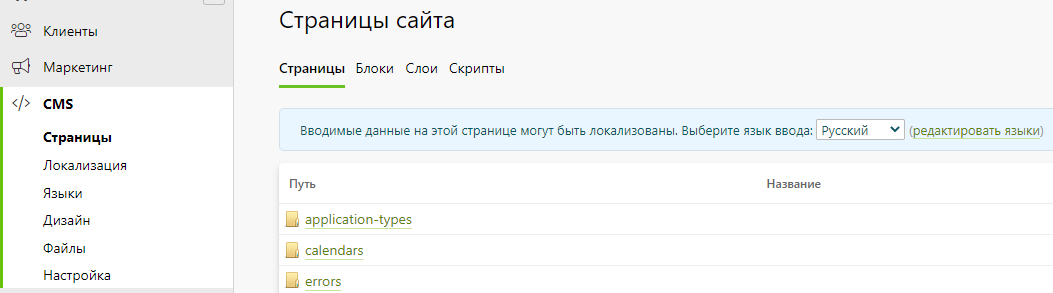 Клиенты
Маркетинг
CMS
Страницы
Локализация
Языки
Дизайн
Файлы
Настройка
Страницы сайта
Страницы Блоки Слои Скрипты
Вводимые данные на этой странице могут быть локализованы. Выберите язык ввода: Русский (редактировать языки)
Путь Название
application-types
calendars
errors